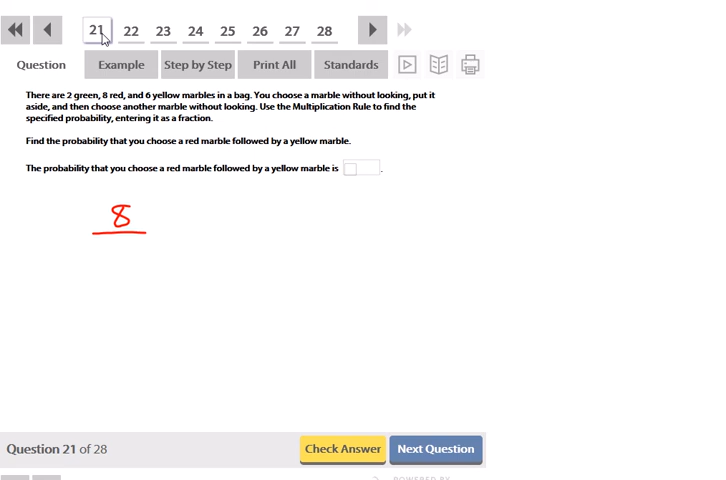 21 22 23 24 25 26 27 28
Question Example Step by Step Print All Standards
There are 2 green, 8 red, and 6 yellow marbles in a bag. You choose a marble without looking, put it
aside, and then choose another marble without looking. Use the Multiplication Rule to find the
specified probability, entering it as a fraction.
Find the probability that you choose a red marble followed by a yellow marble.
The probability that you choose a red marble followed by a yellow marble is .
8
Question 21 of 28 Check Answer Next Question
POWERED BY